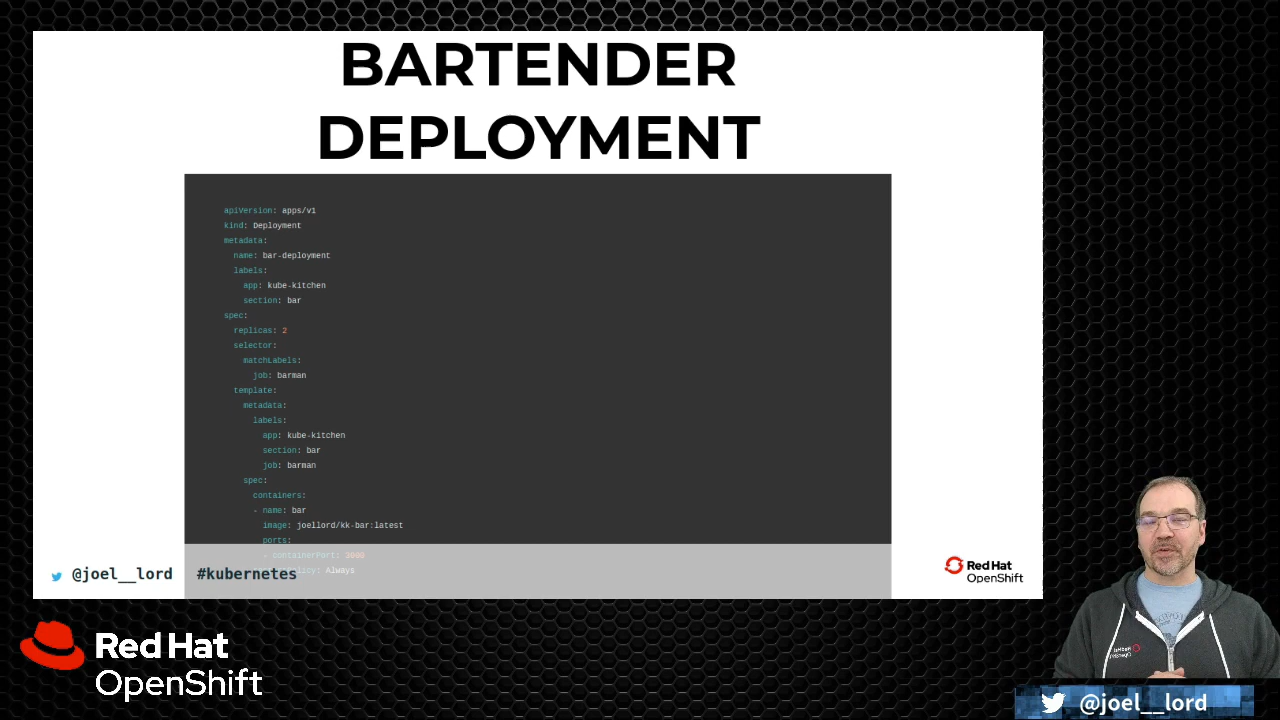 BARTENDER
DEPLOYMENT
apiVersion: apps/v1
kind: Deployment
metadata:
name: bar-deployment
labels:
app: kube-kitchen
section: bar
spec:
replicas: 2
selector:
matchLabels:
job: barman
template:
metadata:
labels:
app: kube-kitchen
section: bar
job: barman
spec:
containers:
- name: bar
image: joellord/kk-bar:latest
ports:
- containerPort: 3000
Policy: Always
@joel__lord #kubernetes
Red Hat
OpenShift
Red Hat
OpenShift
@joel__lord